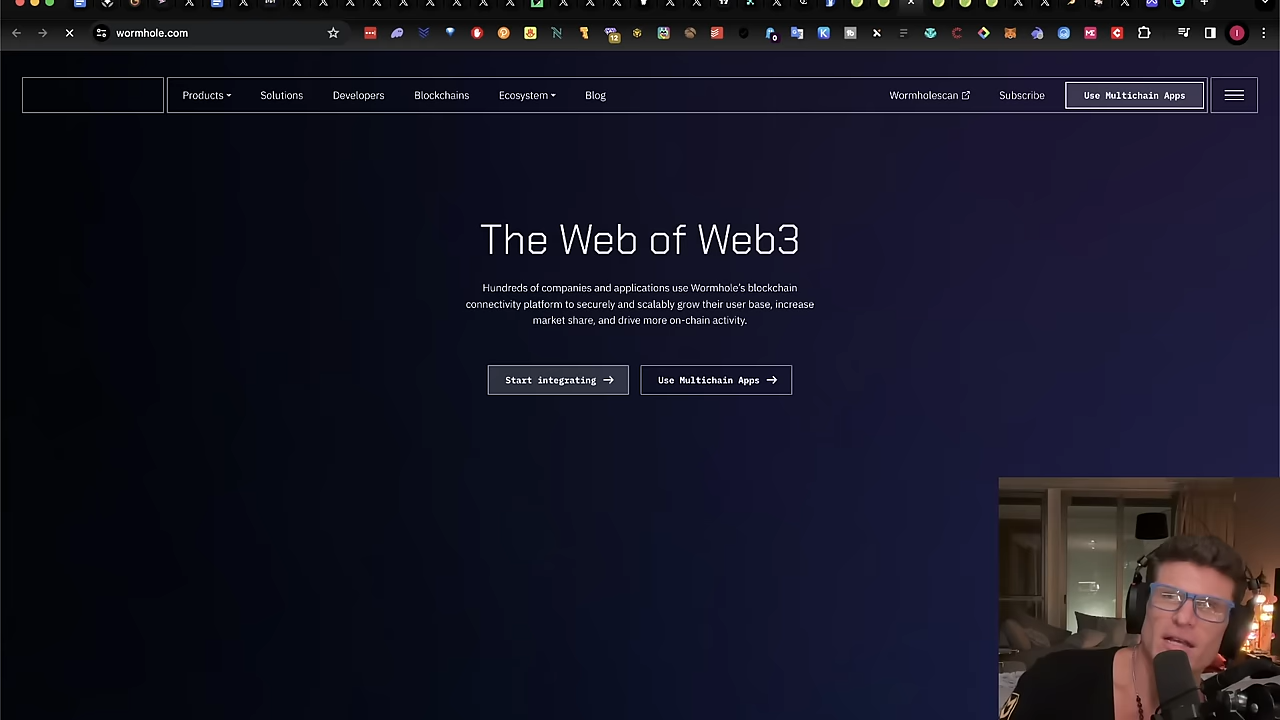 wormhole.com
12
0
Products
Solutions
Developers
Blockchains
Ecosystem
Blog
Wormholescan
Subscribe
Use Multichain Apps
The Web of Web3
Hundreds of companies and applications use Wormhole's blockchain
connectivity platform to securely and scalably grow their user base, increase
market share, and drive more on-chain activity.
Start integrating →
Use Multichain Apps →